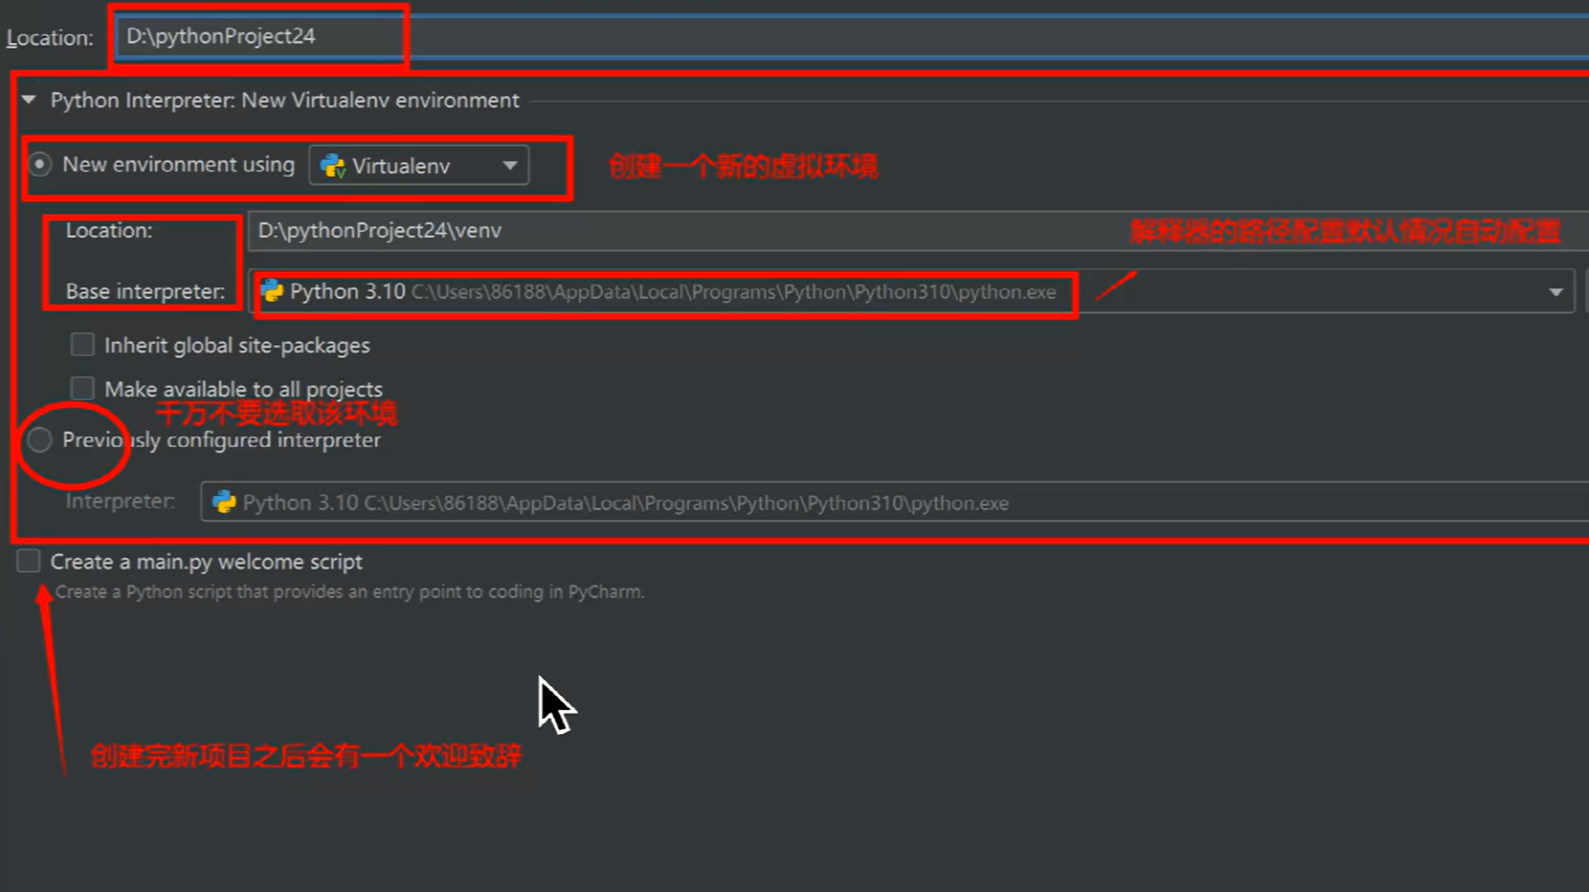 Location: D:\pythonProject24
Python Interpreter: New Virtualenv environment
New environment using Virtualenv 创建一个新的虚拟环境
Location: D:\pythonProject24\venv 解释器的路径配置默认情况自动配置
Base interpreter: Python 3.10 C:\Users\86188\AppData\Local\Programs\Python\Python310\python.exe
Inherit global site-packages
Make available to all projects
千万不要选取该环境
Previously configured interpreter
Interpreter: Python 3.10 C:\Users\86188\AppData\Local\Programs\Python\Python310\python.exe
Create a main.py welcome script
Create a Python script that provides an entry point to coding in PyCharm.
创建完新项目之后会有一个欢迎致辞